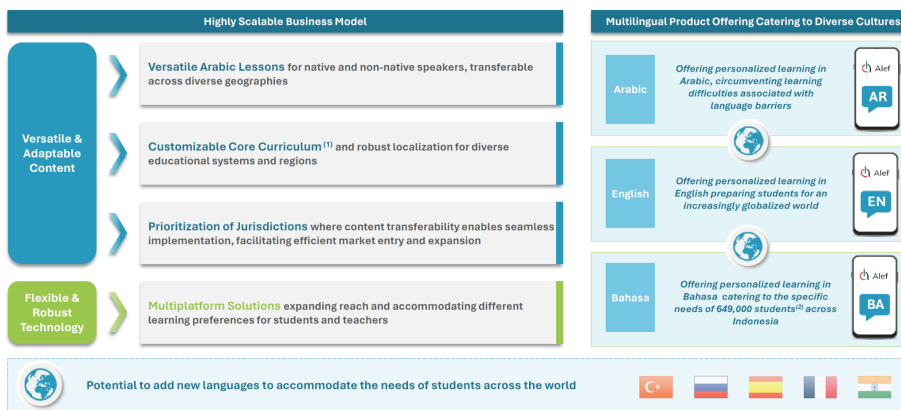 Highly Scalable Business Model
Versatile &
Adaptable
Content
Versatile Arabic Lessons for native and non-native speakers, transferable
across diverse geographies
Customizable Core Curriculum (1) and robust localization for diverse
educational systems and regions
Prioritization of Jurisdictions where content transferability enables seamless
implementation, facilitating efficient market entry and expansion
Flexible &
Robust
Technology
Multiplatform Solutions expanding reach and accommodating different
learning preferences for students and teachers
Multilingual Product Offering Catering to Diverse Cultures
Arabic
Offering personalized learning in
Arabic, circumventing learning
difficulties associated with
language barriers
Alef
AR
English
Offering personalized learning in
English preparing students for an
increasingly globalized world
Alef
EN
Bahasa
Offering personalized learning in
Bahasa catering to the specific
needs of 649,000 students(2) across
Indonesia
Alef
BA
Potential to add new languages to accommodate the needs of students across the world